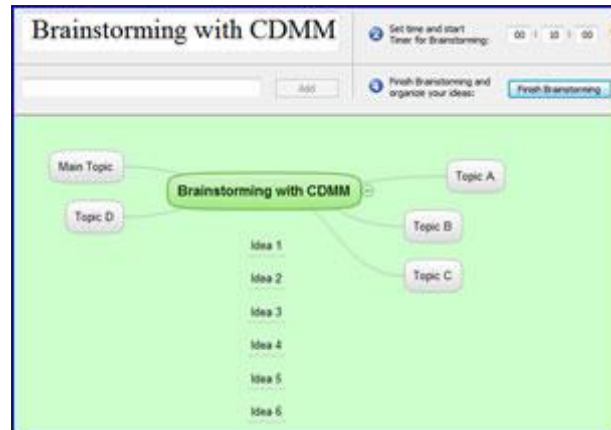 Brainstorming with CDMM
2 Set time and start
Timer for Brainstorming:
00 : 10 : 00
Add
Finish Brainstorming and
organize your ideas:
Finish Brainstorming
Main Topic
Brainstorming with CDMM
Topic A
Topic D
Topic B
Topic C
Idea 1
Idea 2
Idea 3
Idea 4
Idea 5
Idea 6